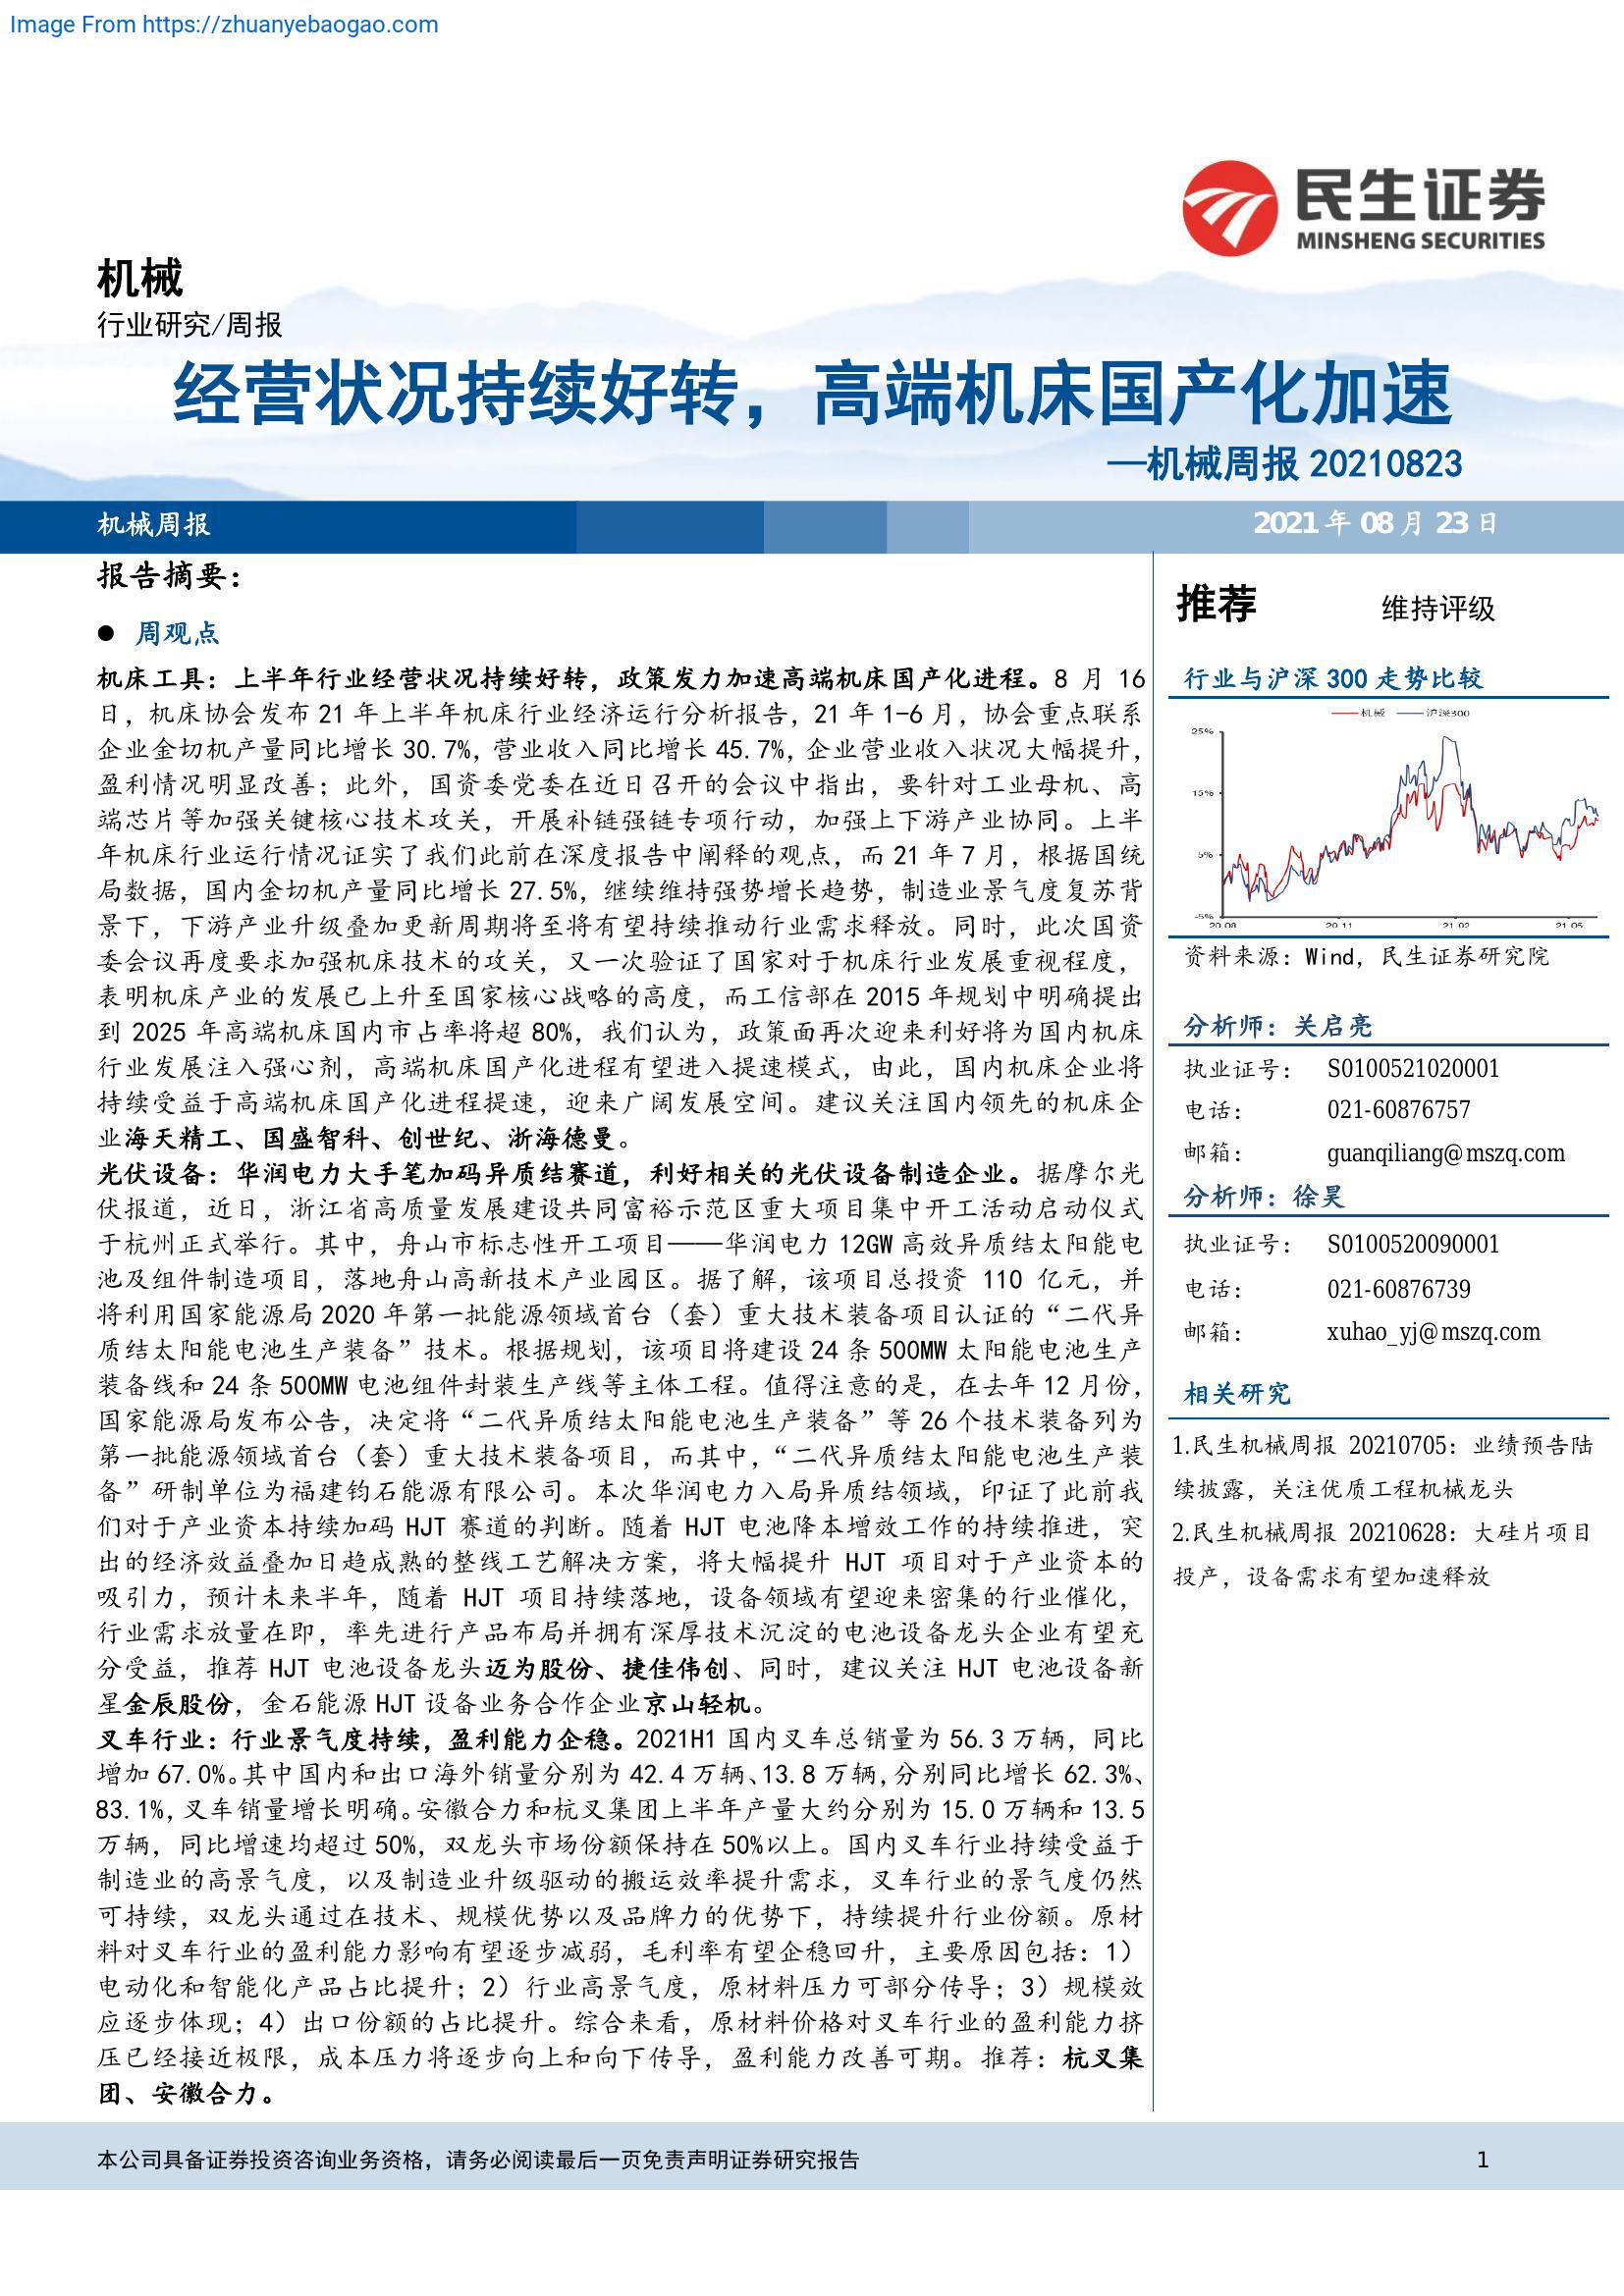 Image From https://zhuanyebaogao.com
民生证券
MINSHENG SECURITIES
机械
行业研究/周报
经营状况持续好转，高端机床国产化加速
—机械周报 20210823
机械周报
2021 年 08 月 23 日
报告摘要：
● 周观点
机床工具：上半年行业经营状况持续好转，政策发力加速高端机床国产化进程。8 月 16
日，机床协会发布 21 年上半年机床行业经济运行分析报告，21 年 1-6 月，协会重点联系
企业金切机产量同比增长 30.7%，营业收入同比增长 45.7%，企业营业收入状况大幅提升，
盈利情况明显改善；此外，国资委党委在近日召开的会议中指出，要针对工业母机、高
端芯片等加强关键核心技术攻关，开展补链强链专项行动，加强上下游产业协同。上半
年机床行业运行情况证实了我们此前在深度报告中阐释的观点，而 21 年 7 月，根据国统
局数据，国内金切机产量同比增长 27.5%，继续维持强势增长趋势，制造业景气度复苏背
景下，下游产业升级叠加更新周期将至将有望持续推动行业需求释放。同时，此次国资
委会议再度要求加强机床技术的攻关，又一次验证了国家对于机床行业发展重视程度，
表明机床产业的发展已上升至国家核心战略的高度，而工信部在 2015 年规划中明确提出
到 2025 年高端机床国内市占率将超 80%，我们认为，政策面再次迎来利好将为国内机床
行业发展注入强心剂，高端机床国产化进程有望进入提速模式，由此，国内机床企业将
持续受益于高端机床国产化进程提速，迎来广阔发展空间。建议关注国内领先的机床企
业海天精工、国盛智科、创世纪、浙海德曼。
光伏设备：华润电力大手笔加码异质结赛道，利好相关的光伏设备制造企业。据摩尔光
伏报道，近日，浙江省高质量发展建设共同富裕示范区重大项目集中开工活动启动仪式
于杭州正式举行。其中，舟山市标志性开工项目——华润电力 12GW 高效异质结太阳能电
池及组件制造项目，落地舟山高新技术产业园区。据了解，该项目总投资 110 亿元，并
将利用国家能源局 2020 年第一批能源领域首台（套）重大技术装备项目认证的“二代异
质结太阳能电池生产装备”技术。根据规划，该项目将建设 24 条 500MW 太阳能电池生产
装备线和 24 条 500MW 电池组件封装生产线等主体工程。值得注意的是，在去年 12 月份，
国家能源局发布公告，决定将“二代异质结太阳能电池生产装备”等 26 个技术装备列为
第一批能源领域首台（套）重大技术装备项目，而其中，“二代异质结太阳能电池生产装
备”研制单位为福建钧石能源有限公司。本次华润电力入局异质结领域，印证了此前我
们对于产业资本持续加码 HJT 赛道的判断。随着 HJT 电池降本增效工作的持续推进，突
出的经济效益叠加日趋成熟的整线工艺解决方案，将大幅提升 HJT 项目对于产业资本的
吸引力，预计未来半年，随着 HJT 项目持续落地，设备领域有望迎来密集的行业催化，
行业需求放量在即，率先进行产品布局并拥有深厚技术沉淀的电池设备龙头企业有望充
分受益，推荐 HJT 电池设备龙头迈为股份、捷佳伟创、同时，建议关注 HJT 电池设备新
星金辰股份，金石能源 HJT 设备业务合作企业京山轻机。
叉车行业：行业景气度持续，盈利能力企稳。2021H1 国内叉车总销量为 56.3 万辆，同比
增加 67.0%。其中国内和出口海外销量分别为 42.4 万辆、13.8 万辆，分别同比增长 62.3%、
83.1%，叉车销量增长明确。安徽合力和杭叉集团上半年产量大约分别为 15.0 万辆和 13.5
万辆，同比增速均超过 50%，双龙头市场份额保持在 50%以上。国内叉车行业持续受益于
制造业的高景气度，以及制造业升级驱动的搬运效率提升需求，叉车行业的景气度仍然
可持续，双龙头通过在技术、规模优势以及品牌力的优势下，持续提升行业份额。原材
料对叉车行业的盈利能力影响有望逐步减弱，毛利率有望企稳回升，主要原因包括：1）
电动化和智能化产品占比提升；2）行业高景气度，原材料压力可部分传导；3）规模效
应逐步体现；4）出口份额的占比提升。综合来看，原材料价格对叉车行业的盈利能力挤
压已经接近极限，成本压力将逐步向上和向下传导，盈利能力改善可期。推荐：杭叉集
团、安徽合力。
推荐 维持评级
行业与沪深 300 走势比较
机械 沪深300
25%
15%
5%
-5%
20-08 20-11 21-02 21-05
资料来源：Wind，民生证券研究院
分析师：关启亮
执业证号： S0100521020001
电话： 021-60876757
邮箱： guanqiliang@mszq.com
分析师：徐昊
执业证号： S0100520090001
电话： 021-60876739
邮箱： xuhao_yj@mszq.com
相关研究
1.民生机械周报 20210705：业绩预告陆
续披露，关注优质工程机械龙头
2.民生机械周报 20210628：大硅片项目
投产，设备需求有望加速释放
本公司具备证券投资咨询业务资格，请务必阅读最后一页免责声明证券研究报告 1